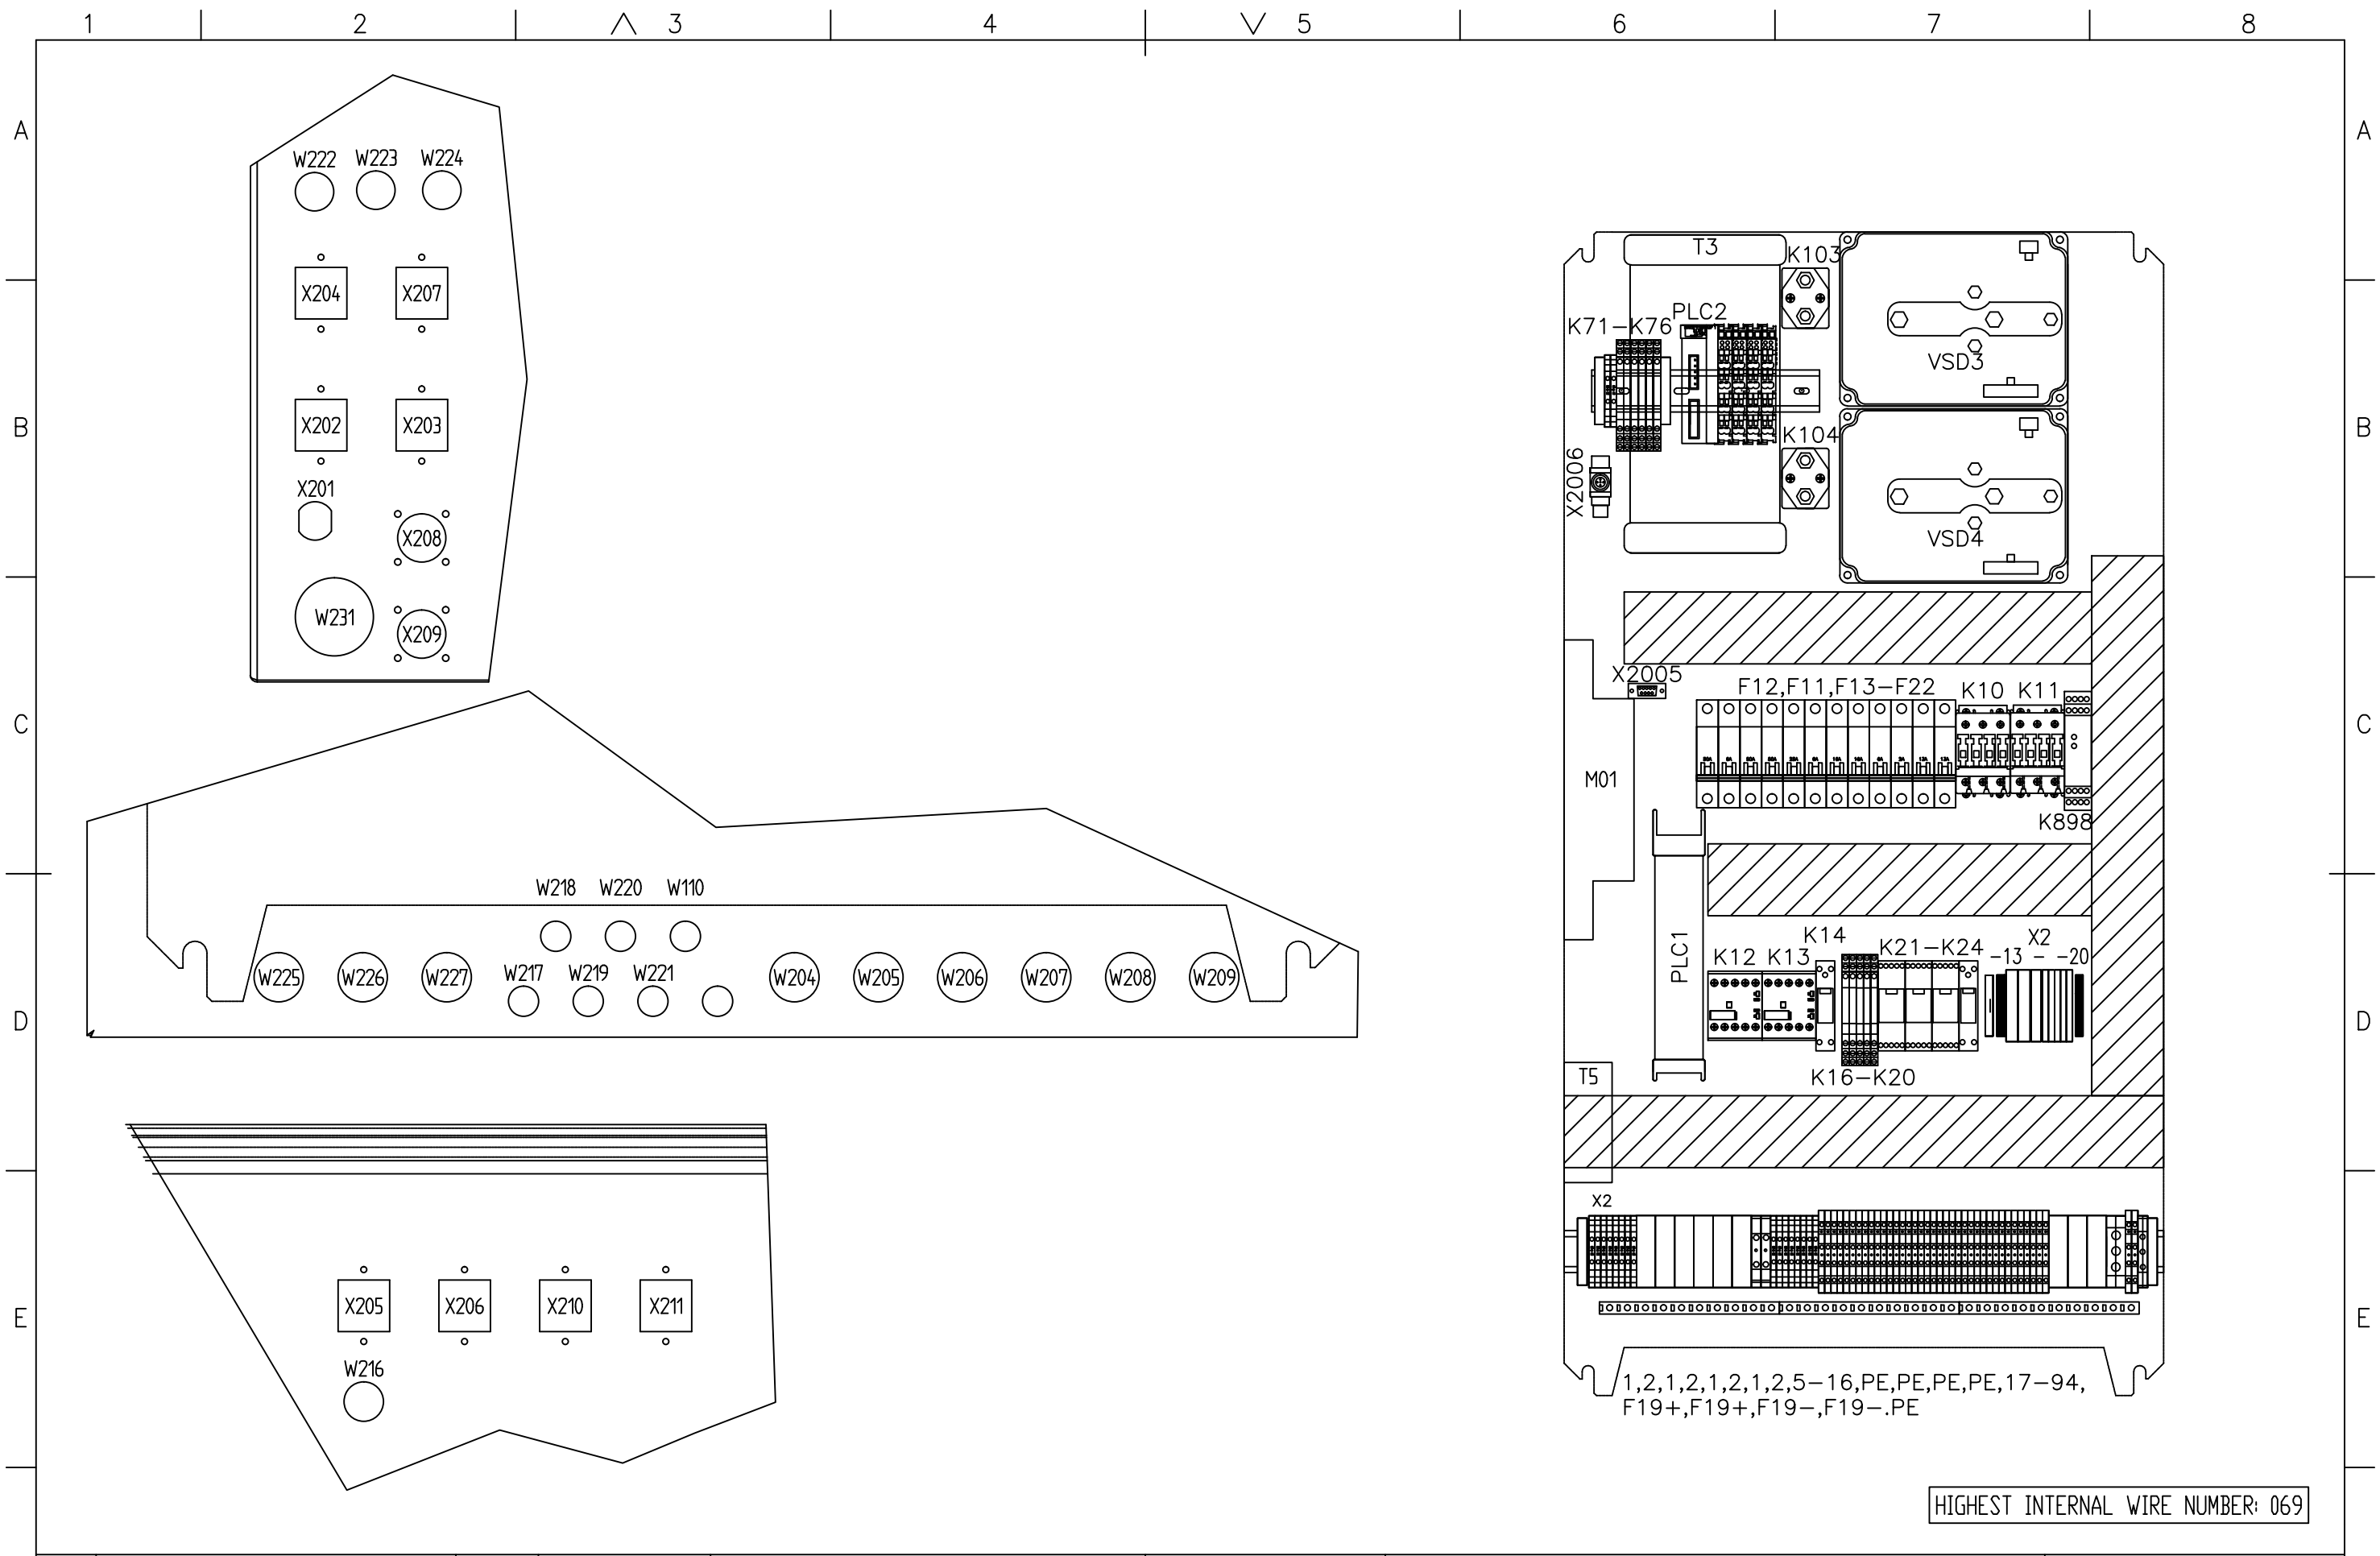 1 2 3 4 5 6 7 8
A A
W222 W223 W224
T3
K103
X204 X207
K71-K76 PLC2
VSD3
B B
X202 X203
K104
X2006
X201
X208
VSD4
W231
X209
X2005
F12,F11,F13-F22 K10 K11
C C
M01
K898
W218 W220 W110
PLC1
K12 K13 K14 K21-K24 X2
-13 - -20
W225 W226 W227 W217 W219 W221 W204 W205 W206 W207 W208 W209
D D
T5
K16-K20
X2
X205 X206 X210 X211
E E
W216
1,2,1,2,1,2,1,2,5-16,PE,PE,PE,PE,17-94,
F19+,F19+,F19-,F19-.PE
HIGHEST INTERNAL WIRE NUMBER: 069